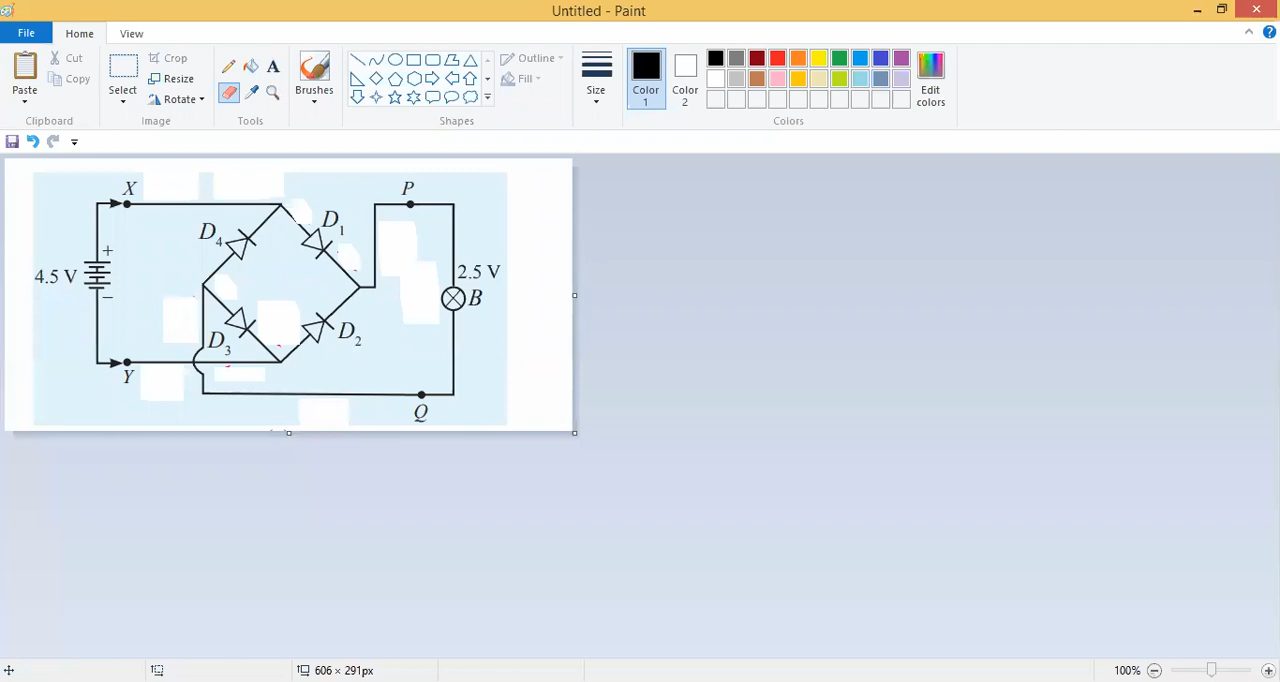 Untitled - Paint
File Home View
Paste
Cut
Copy
Clipboard
Select
Crop
Resize
Rotate
Image
A
Tools
Brushes
Outline
Fill
Shapes
Size
Color 1
Color 2
Edit colors
Colors
X
P
D4
D1
+
4.5 V
−
2.5 V
B
D3
D2
Y
Q
606 × 291px
100%